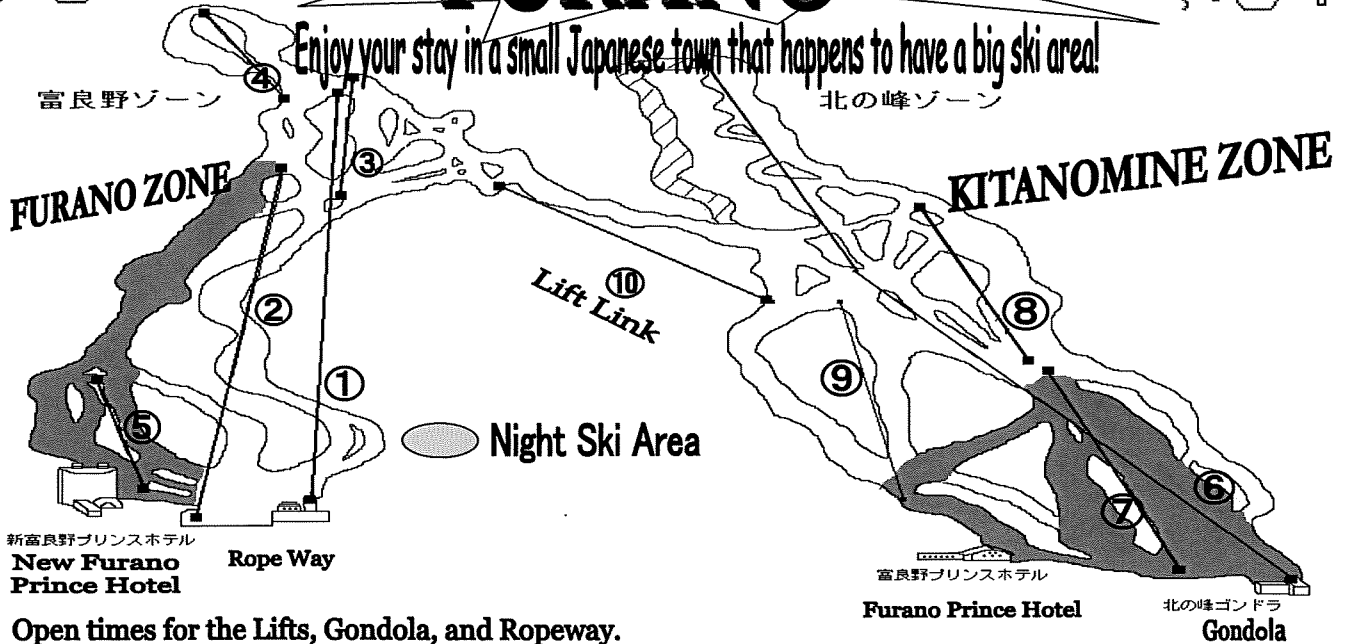 FURANO
Enjoy your stay in a small Japanese town that happens to have a big ski area!
富良野ゾーン
北の峰ゾーン
FURANO ZONE
KITANOMINE ZONE
④
③
⑩
Lift Link
②
⑧
①
⑨
⑤
Night Ski Area
⑥
⑦
新富良野プリンスホテル
New Furano
Prince Hotel
Rope Way
富良野プリンスホテル
Furano Prince Hotel
北の峰ゴンドラ
Gondola
Open times for the Lifts, Gondola, and Ropeway.